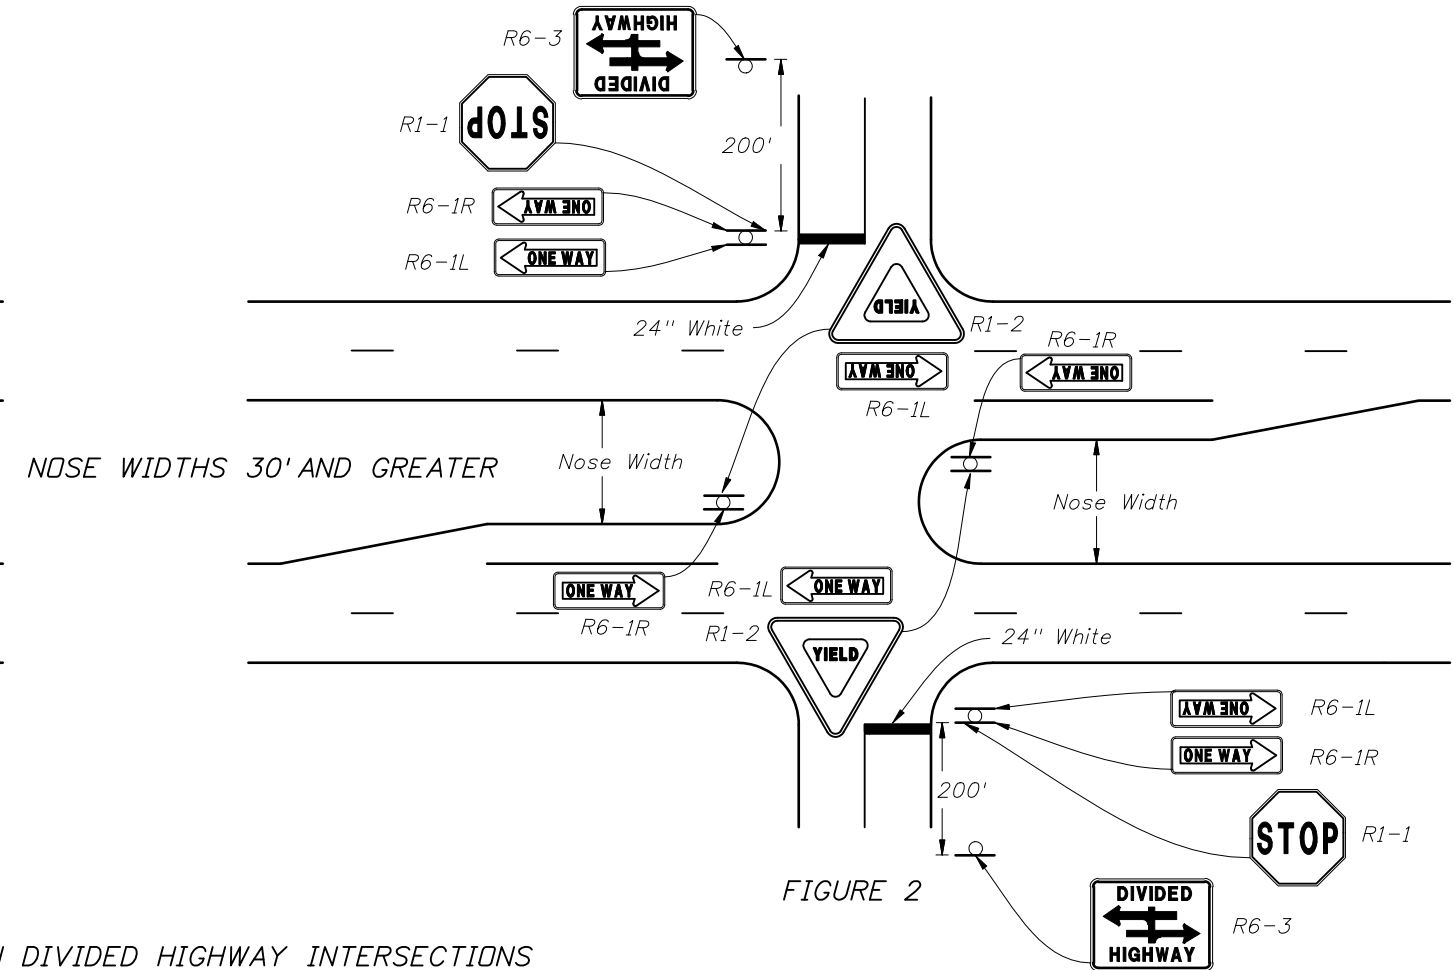 HIGHWAY
DIVIDED
R6-3
STOP
R1-1
200'
ONE WAY
R6-1R
ONE WAY
R6-1L
24" White
YIELD
R1-2
R6-1R
ONE WAY
ONE WAY
R6-1L
NOSE WIDTHS 30' AND GREATER
Nose Width
Nose Width
ONE WAY
R6-1R
R6-1L
ONE WAY
R1-2
YIELD
24" White
ONE WAY
R6-1L
ONE WAY
R6-1R
200'
STOP
R1-1
FIGURE 2
DIVIDED
HIGHWAY
R6-3
DIVIDED HIGHWAY INTERSECTIONS